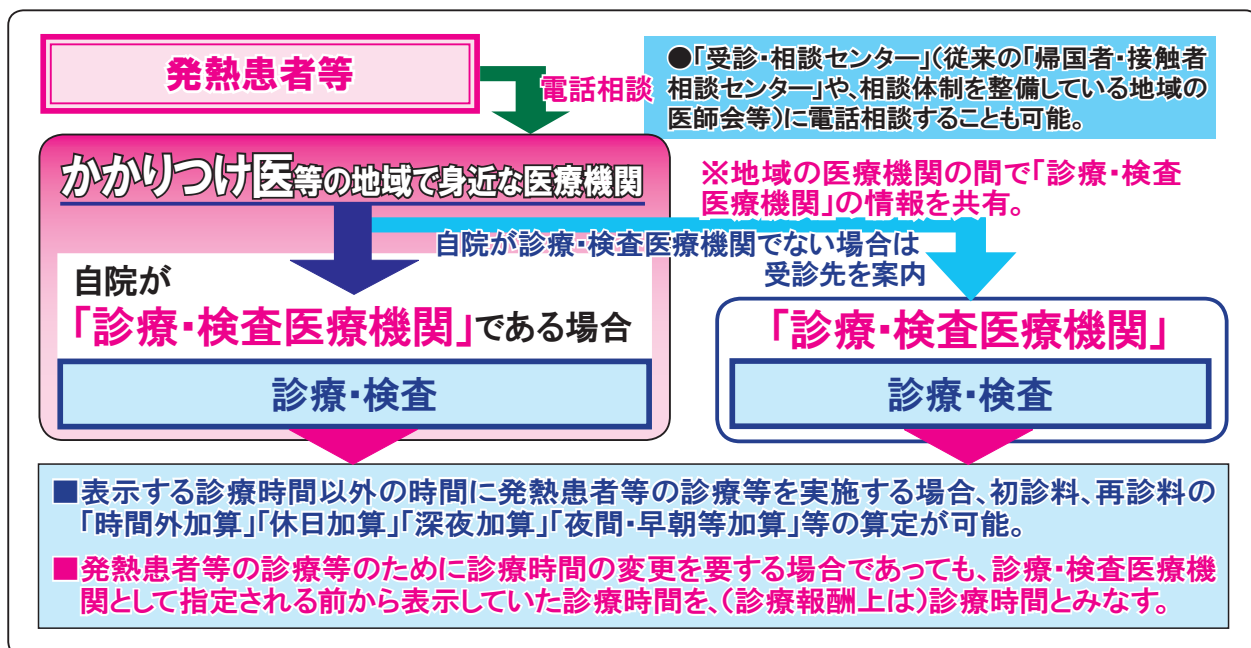 発熱患者等
電話相談
●「受診・相談センター」(従来の「帰国者・接触者
相談センター」や、相談体制を整備している地域の
医師会等)に電話相談することも可能。
かかりつけ医等の地域で身近な医療機関
※地域の医療機関の間で「診療・検査
医療機関」の情報を共有。
自院が診療・検査医療機関でない場合は
受診先を案内
自院が
「診療・検査医療機関」である場合
診療・検査
「診療・検査医療機関」
診療・検査
■表示する診療時間以外の時間に発熱患者等の診療等を実施する場合、初診料、再診料の
「時間外加算」「休日加算」「深夜加算」「夜間・早朝等加算」等の算定が可能。
■発熱患者等の診療等のために診療時間の変更を要する場合であっても、診療・検査医療機
関として指定される前から表示していた診療時間を、(診療報酬上は)診療時間とみなす。